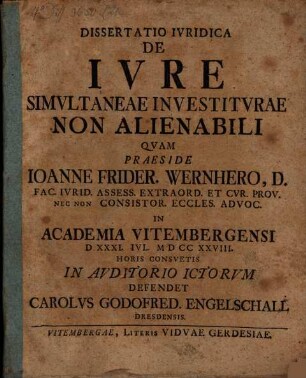 DISSERTATIO IVRIDICA
DE
IVRE
SIMVLTANEAE INVESTITVRAE
NON ALIENABILI
QVAM
PRAESIDE
IOANNE FRIDER. WERNHERO, D.
FAC. IVRID. ASSESS. EXTRAORD. ET CVR. PROV.
NEC NON CONSISTOR. ECCLES. ADVOC.
IN
ACADEMIA VITEMBERGENSI
D XXXI. IVL. MDCCXXVIII.
HORIS CONSVETIS
IN AVDITORIO ICTORVM
DEFENDET
CAROLVS GODOFRED. ENGELSCHALL
DRESDENSIS.
VITEMBERGAE, LITERIS VIDVAE GERDESIAE.